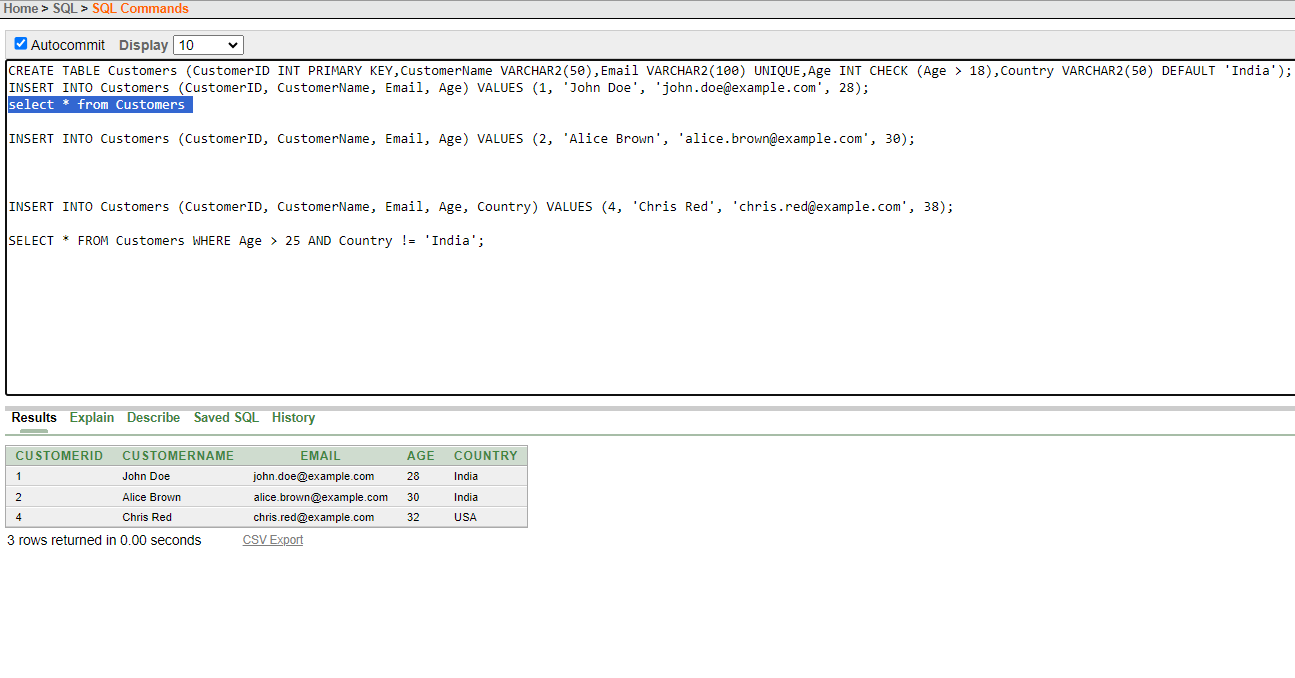 Home > SQL > SQL Commands
Autocommit Display 10
CREATE TABLE Customers (CustomerID INT PRIMARY KEY,CustomerName VARCHAR2(50),Email VARCHAR2(100) UNIQUE,Age INT CHECK (Age > 18),Country VARCHAR2(50) DEFAULT 'India');
INSERT INTO Customers (CustomerID, CustomerName, Email, Age) VALUES (1, 'John Doe', 'john.doe@example.com', 28);
select * from Customers
INSERT INTO Customers (CustomerID, CustomerName, Email, Age) VALUES (2, 'Alice Brown', 'alice.brown@example.com', 30);
INSERT INTO Customers (CustomerID, CustomerName, Email, Age, Country) VALUES (4, 'Chris Red', 'chris.red@example.com', 38);
SELECT * FROM Customers WHERE Age > 25 AND Country != 'India';
Results Explain Describe Saved SQL History
CUSTOMERID CUSTOMERNAME EMAIL AGE COUNTRY
1 John Doe john.doe@example.com 28 India
2 Alice Brown alice.brown@example.com 30 India
4 Chris Red chris.red@example.com 32 USA
3 rows returned in 0.00 seconds CSV Export